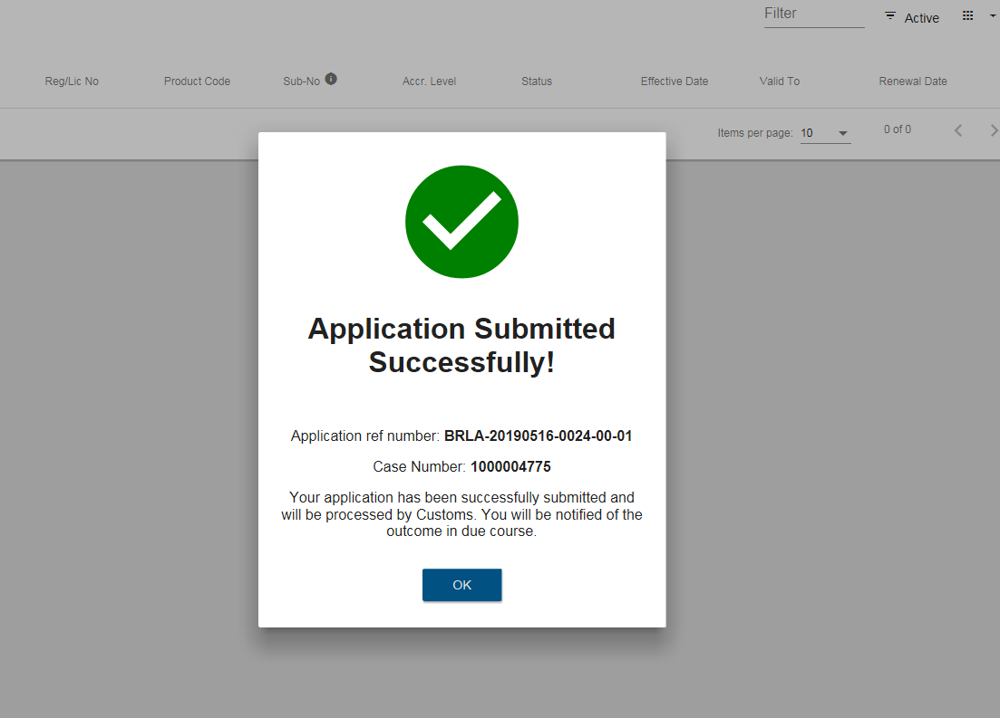 Filter
Active
Reg/Lic No Product Code Sub-No Accr. Level Status Effective Date Valid To Renewal Date
Items per page: 10 0 of 0
Application Submitted
Successfully!
Application ref number: BRLA-20190516-0024-00-01
Case Number: 1000004775
Your application has been successfully submitted and
will be processed by Customs. You will be notified of the
outcome in due course.
OK